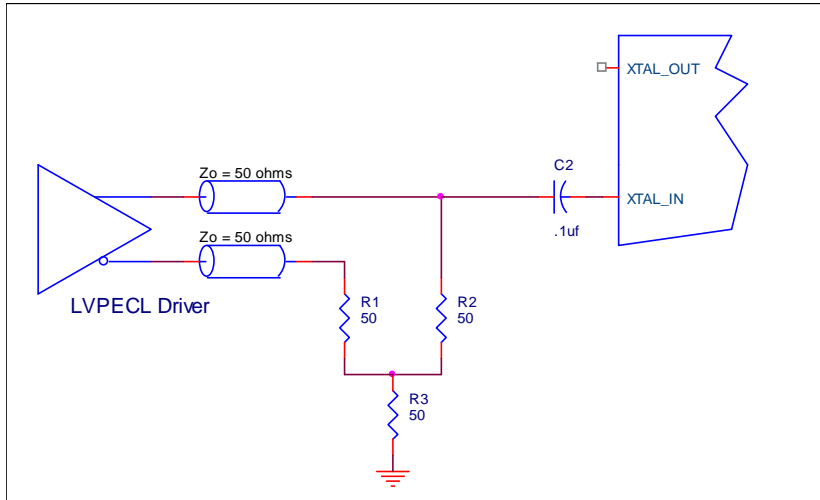 XTAL_OUT
Zo = 50 ohms
C2
XTAL_IN
.1uf
Zo = 50 ohms
LVPECL Driver
R1
50
R2
50
R3
50